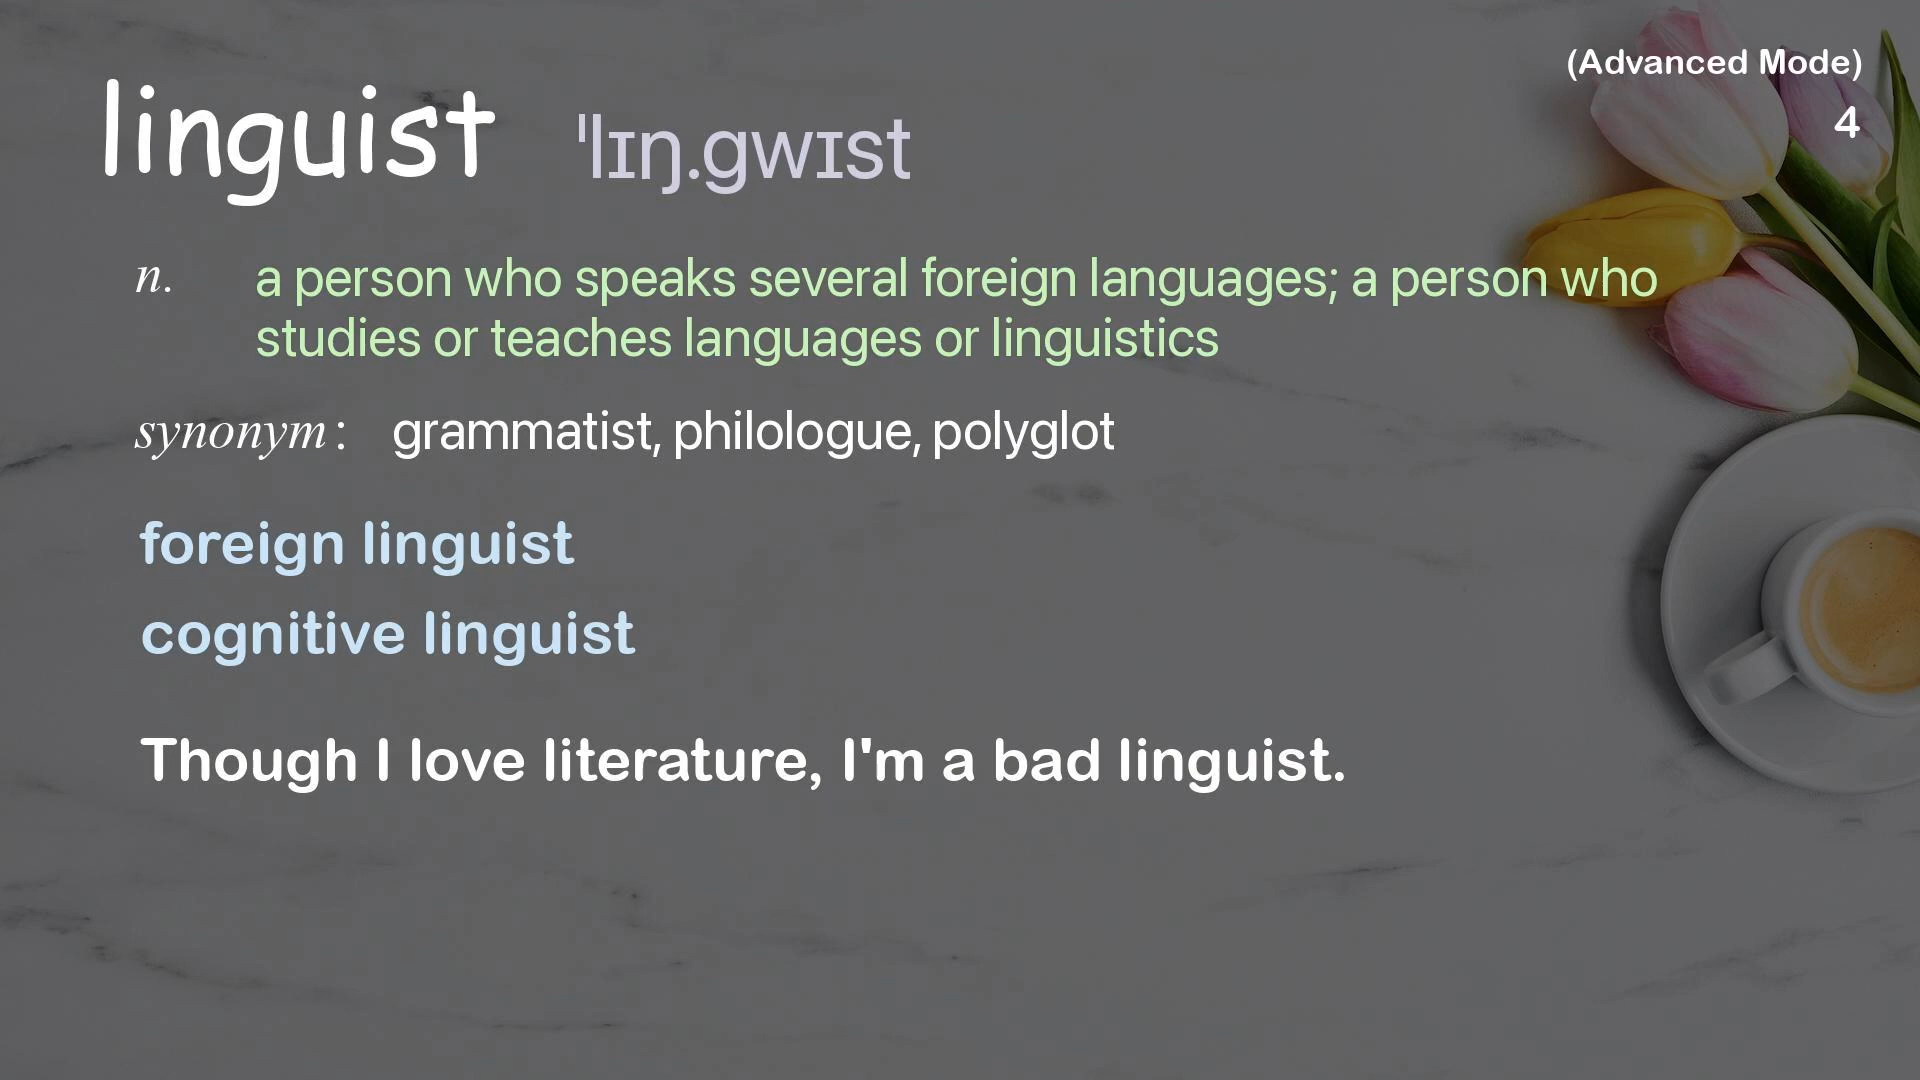 (Advanced Mode)
4
linguist ˈlɪŋ.gwɪst
n. a person who speaks several foreign languages; a person who
studies or teaches languages or linguistics
synonym: grammatist, philologue, polyglot
foreign linguist
cognitive linguist
Though I love literature, I'm a bad linguist.